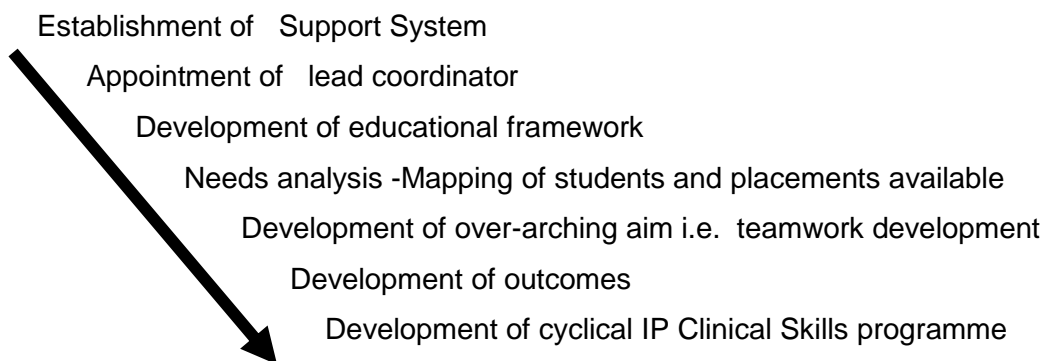 Establishment of Support System
Appointment of lead coordinator
Development of educational framework
Needs analysis -Mapping of students and placements available
Development of over-arching aim i.e. teamwork development
Development of outcomes
Development of cyclical IP Clinical Skills programme